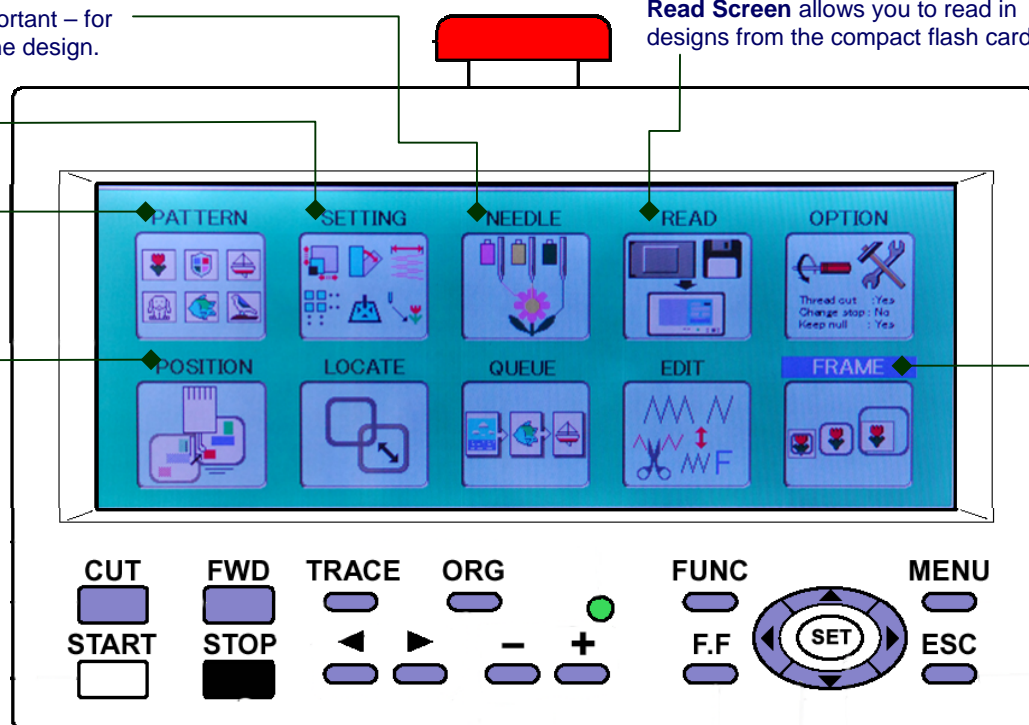 ortant – for
e design.
Read Screen allows you to read in
designs from the compact flash card
PATTERN SETTING NEEDLE READ OPTION
Thread out :Yes
Change stop : No
Keep null : Yes
POSITION LOCATE QUEUE EDIT FRAME
F
CUT FWD TRACE ORG FUNC MENU
START STOP – + F.F SET ESC